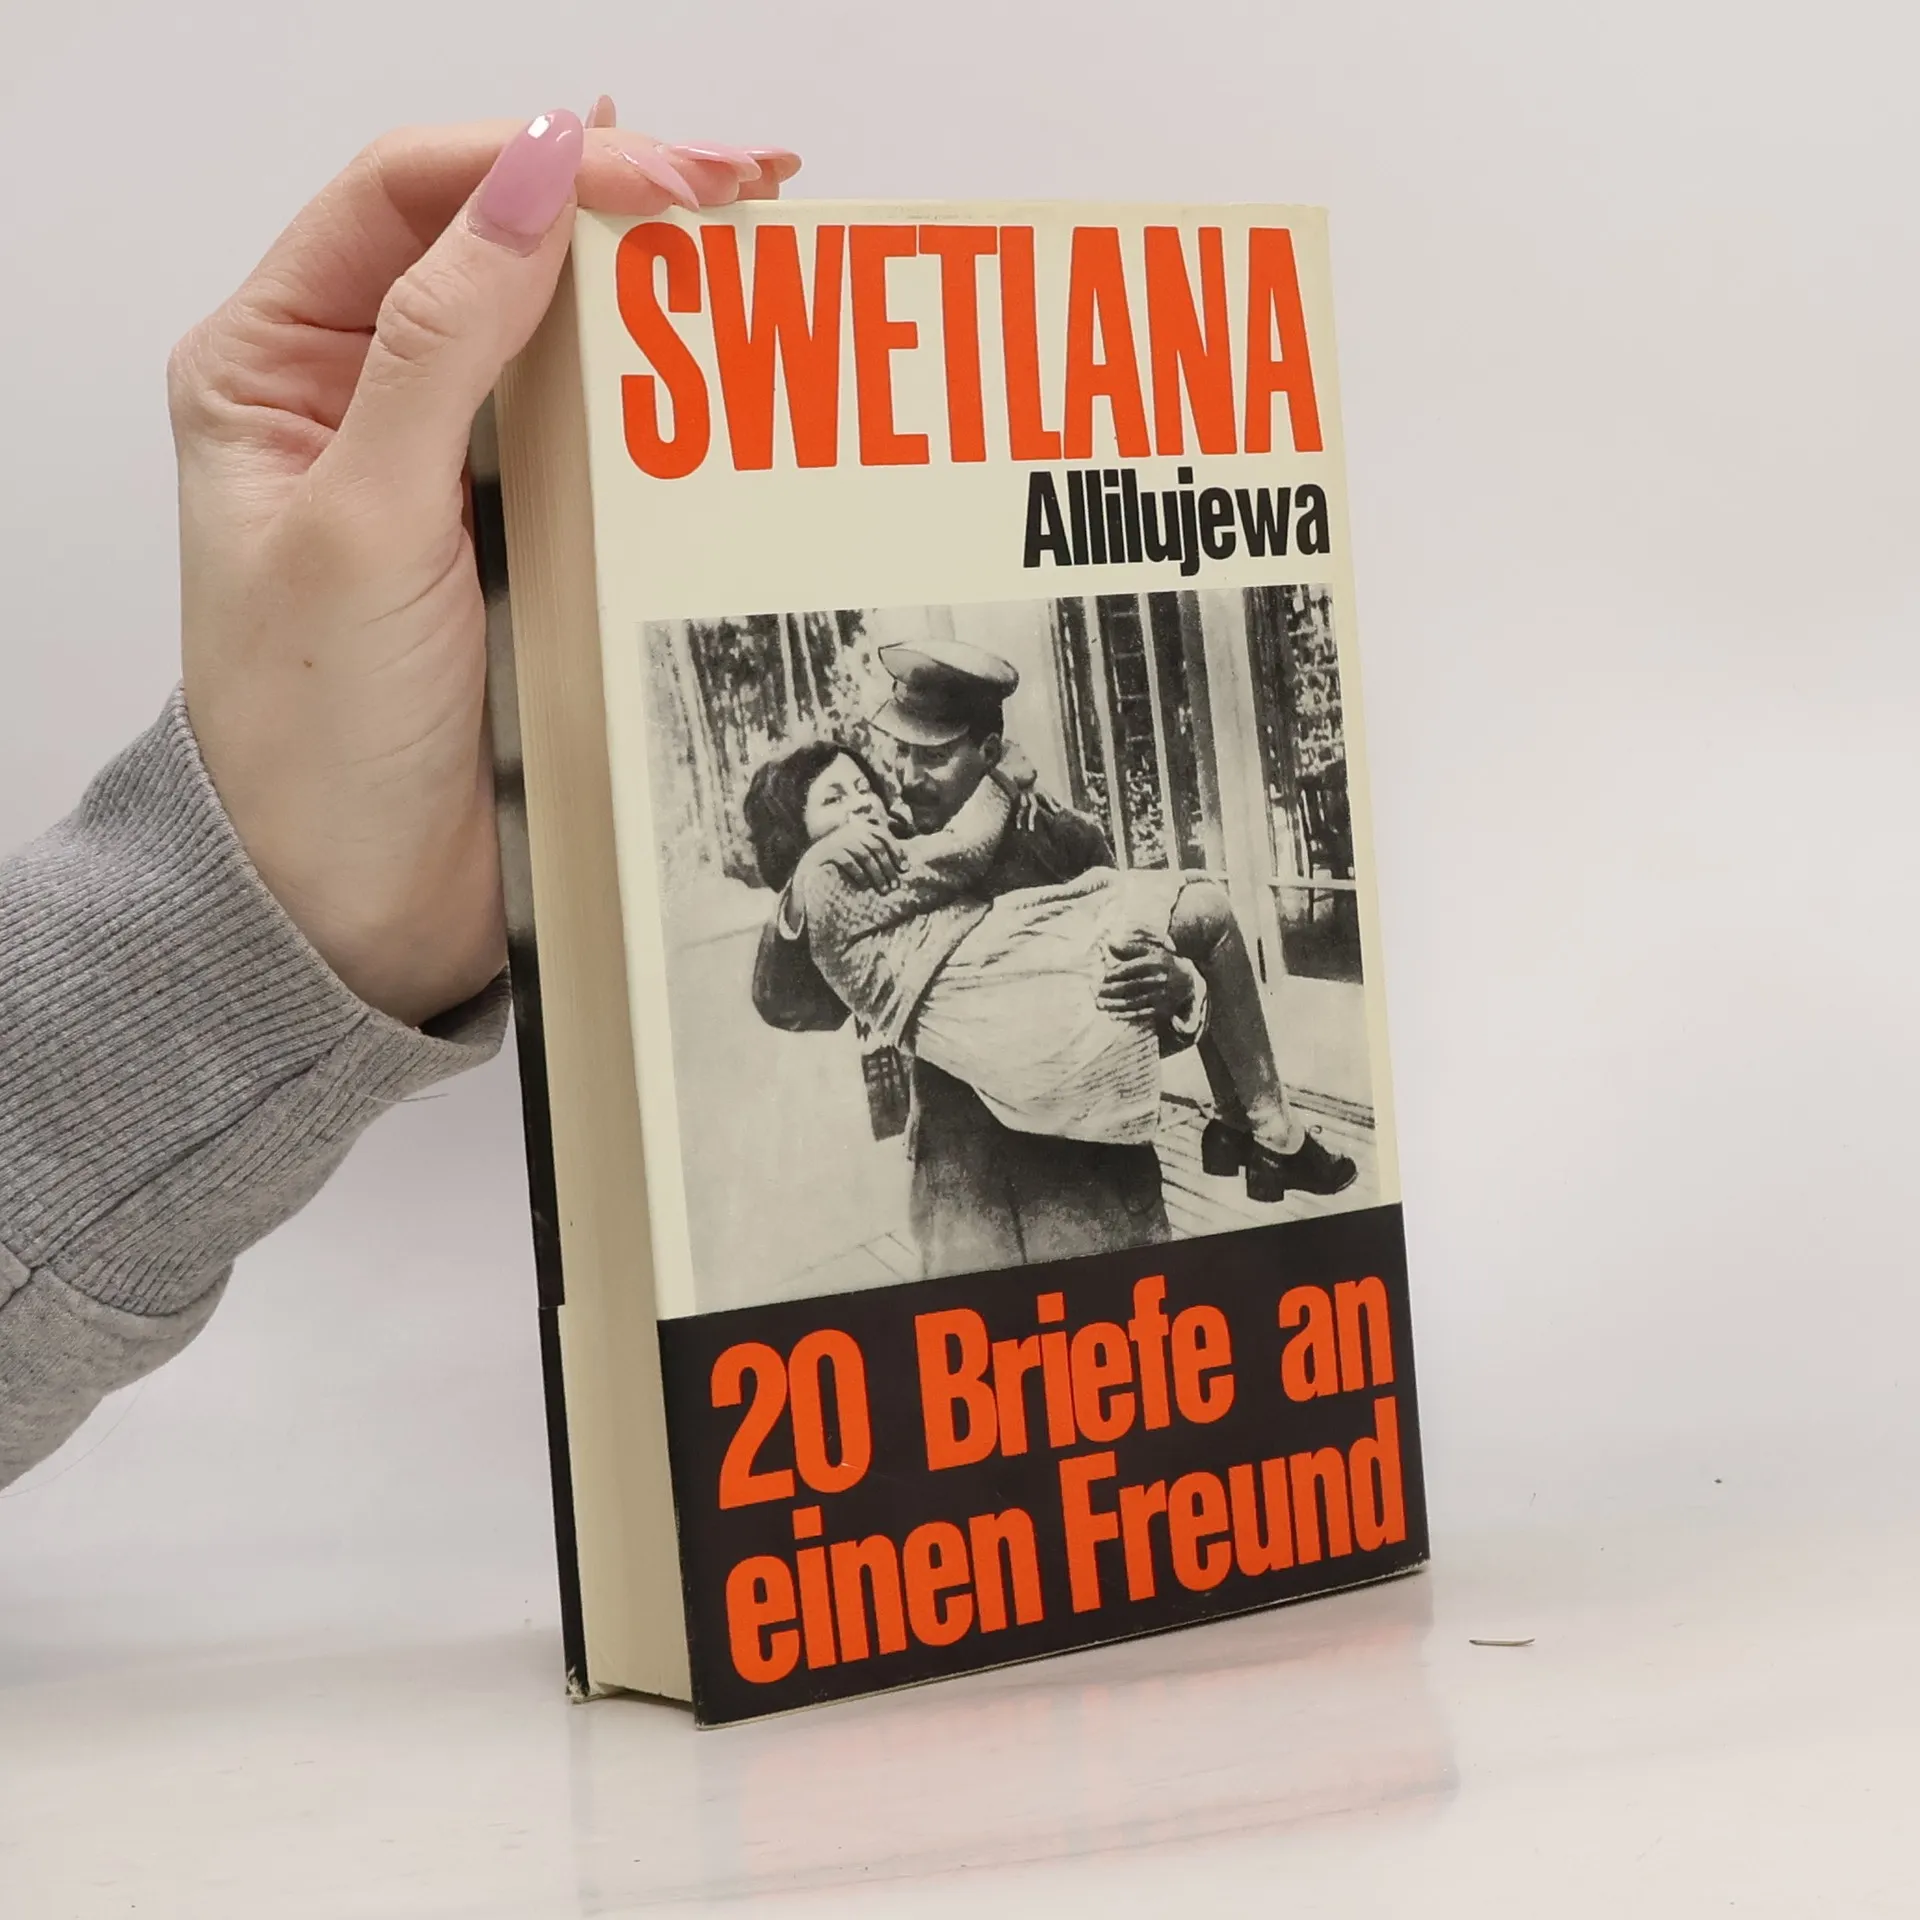 SWETLANA
Allilujewa
20 Briefe an
einen Freund